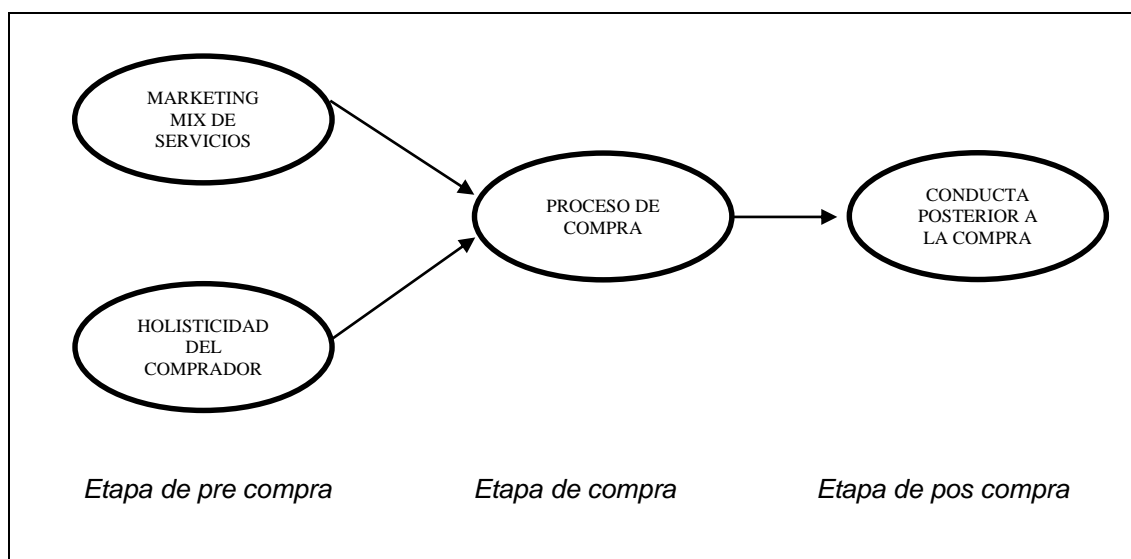 MARKETING
MIX DE
SERVICIOS
HOLISTICIDAD
DEL
COMPRADOR
PROCESO DE
COMPRA
CONDUCTA
POSTERIOR A
LA COMPRA
Etapa de pre compra
Etapa de compra
Etapa de pos compra